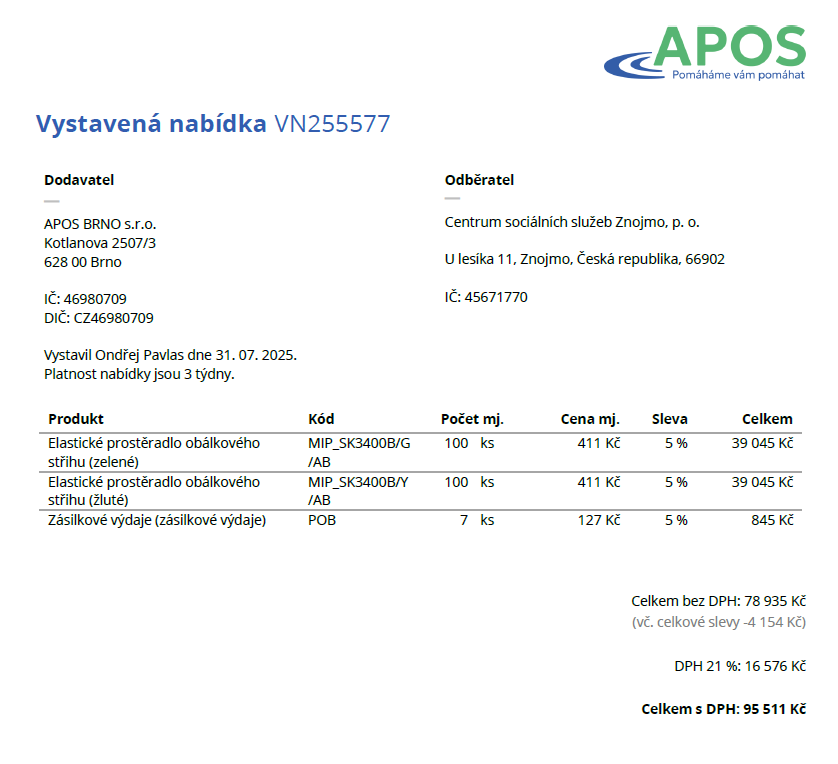 APOS
Pomáháme vám pomáhat
Vystavená nabídka VN255577
Dodavatel
APOS BRNO s.r.o.
Kotlanova 2507/3
628 00 Brno
IČ: 46980709
DIČ: CZ46980709
Vystavil Ondřej Pavlas dne 31. 07. 2025.
Platnost nabídky jsou 3 týdny.
Odběratel
Centrum sociálních služeb Znojmo, p. o.
U lesíka 11, Znojmo, Česká republika, 66902
IČ: 45671770
Produkt Kód Počet mj. Cena mj. Sleva Celkem
Elastické prostěradlo obálkového MIP_SK3400B/G 100 ks 411 Kč 5 % 39 045 Kč
střihu (zelené) /AB
Elastické prostěradlo obálkového MIP_SK3400B/Y 100 ks 411 Kč 5 % 39 045 Kč
střihu (žluté) /AB
Zásilkové výdaje (zásilkové výdaje) POB 7 ks 127 Kč 5 % 845 Kč
Celkem bez DPH: 78 935 Kč
(vč. celkové slevy -4 154 Kč)
DPH 21 %: 16 576 Kč
Celkem s DPH: 95 511 Kč